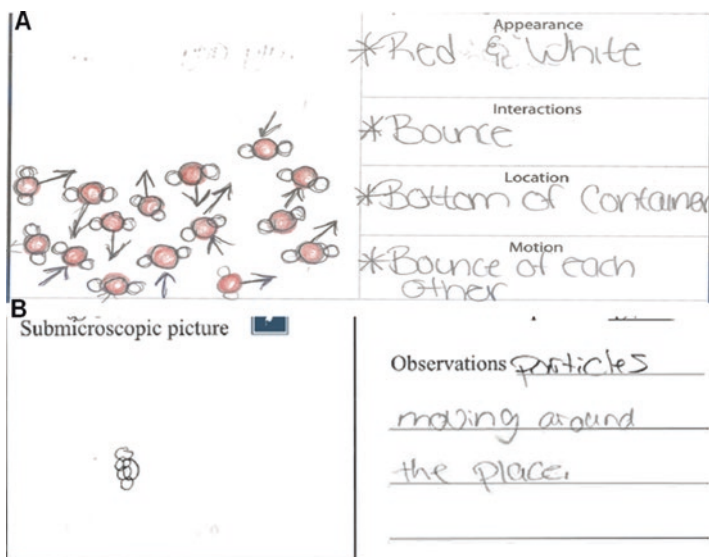 A
Appearance
*Red & White
Interactions
*Bounce
Location
*Bottom of Container
Motion
*Bounce of each
other
B
Submicroscopic picture
Observations particles
moving around
the place.